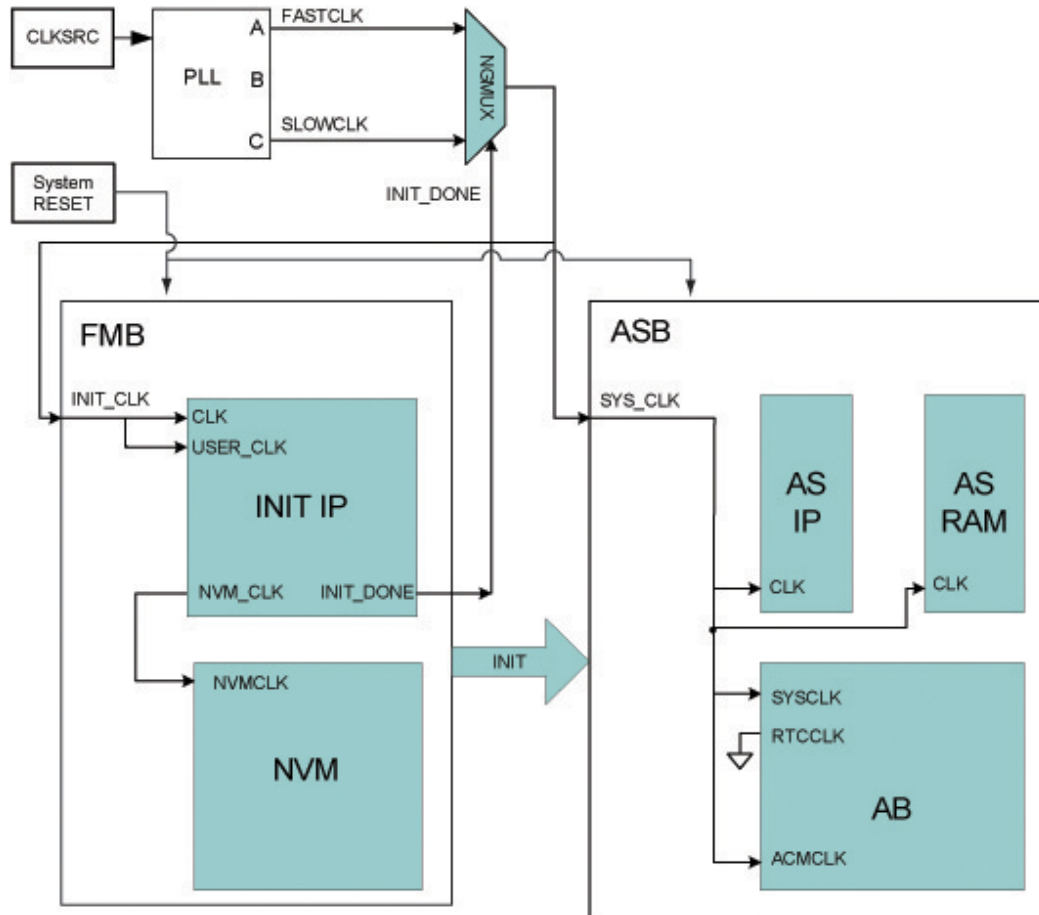 CLKSRC
PLL
A
B
C
FASTCLK
SLOWCLK
NGMUX
System
RESET
INIT_DONE
FMB
INIT_CLK
CLK
USER_CLK
INIT IP
NVM_CLK
INIT_DONE
NVMCLK
NVM
INIT
ASB
SYS_CLK
AS
IP
CLK
AS
RAM
CLK
SYSCLK
RTCCLK
AB
ACMCLK